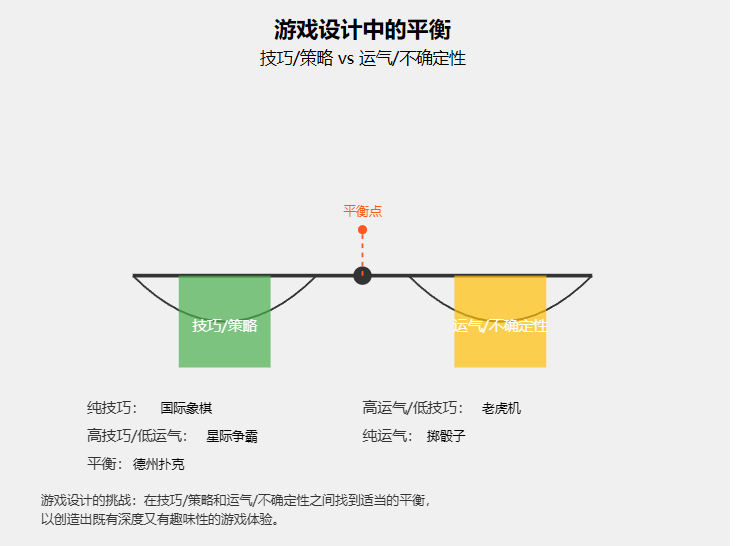 游戏设计中的平衡
技巧/策略 vs 运气/不确定性
平衡点
技巧/策略
运气/不确定性
纯技巧： 国际象棋
高运气/低技巧： 老虎机
高技巧/低运气： 星际争霸
纯运气： 掷骰子
平衡：德州扑克
游戏设计的挑战：在技巧/策略和运气/不确定性之间找到适当的平衡，
以创造出既有深度又有趣味性的游戏体验。